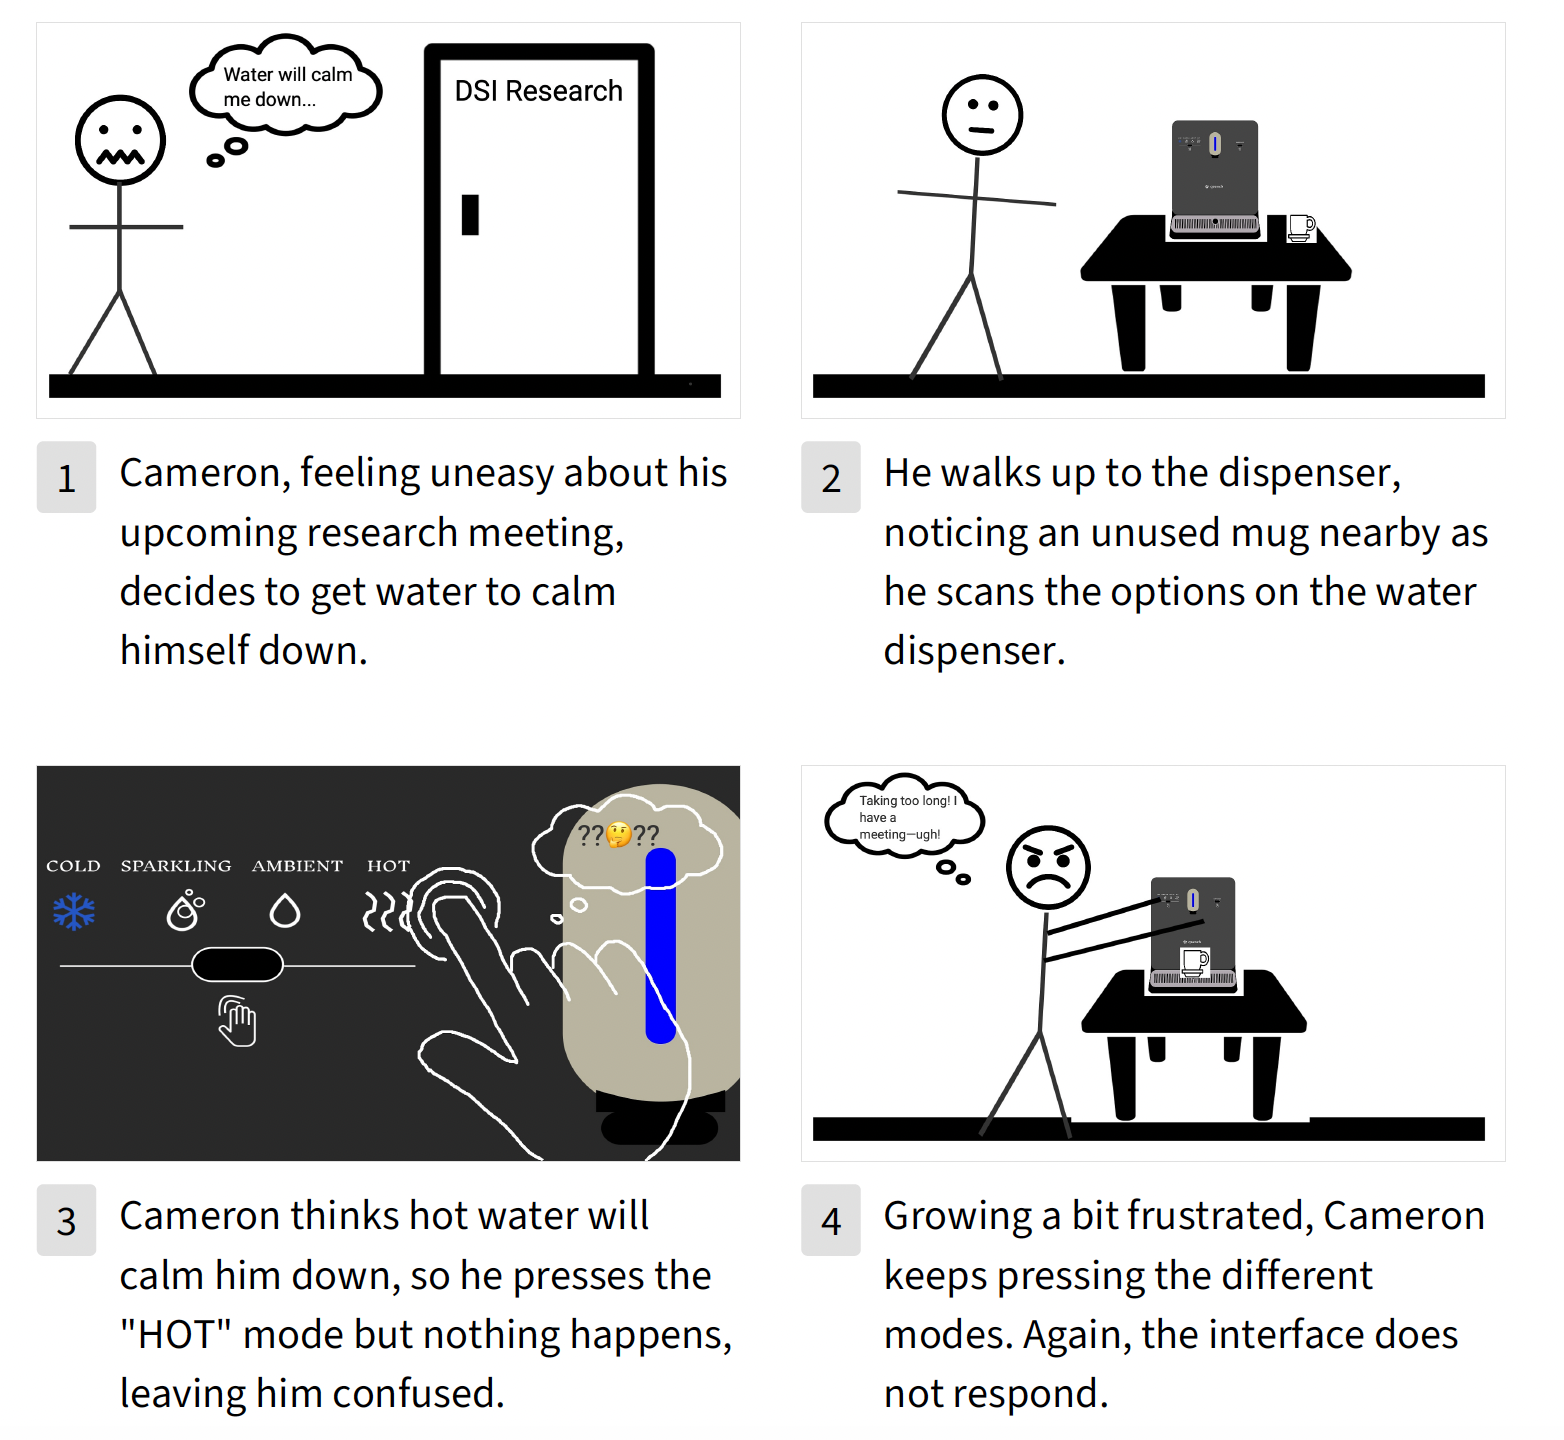 Water will calm
me down...
DSI Research
1
Cameron, feeling uneasy about his
upcoming research meeting,
decides to get water to calm
himself down.
2
He walks up to the dispenser,
noticing an unused mug nearby as
he scans the options on the water
dispenser.
COLD SPARKLING AMBIENT HOT
??🤔??
3
Cameron thinks hot water will
calm him down, so he presses the
"HOT" mode but nothing happens,
leaving him confused.
Taking too long! I
have a
meeting—ugh!
4
Growing a bit frustrated, Cameron
keeps pressing the different
modes. Again, the interface does
not respond.